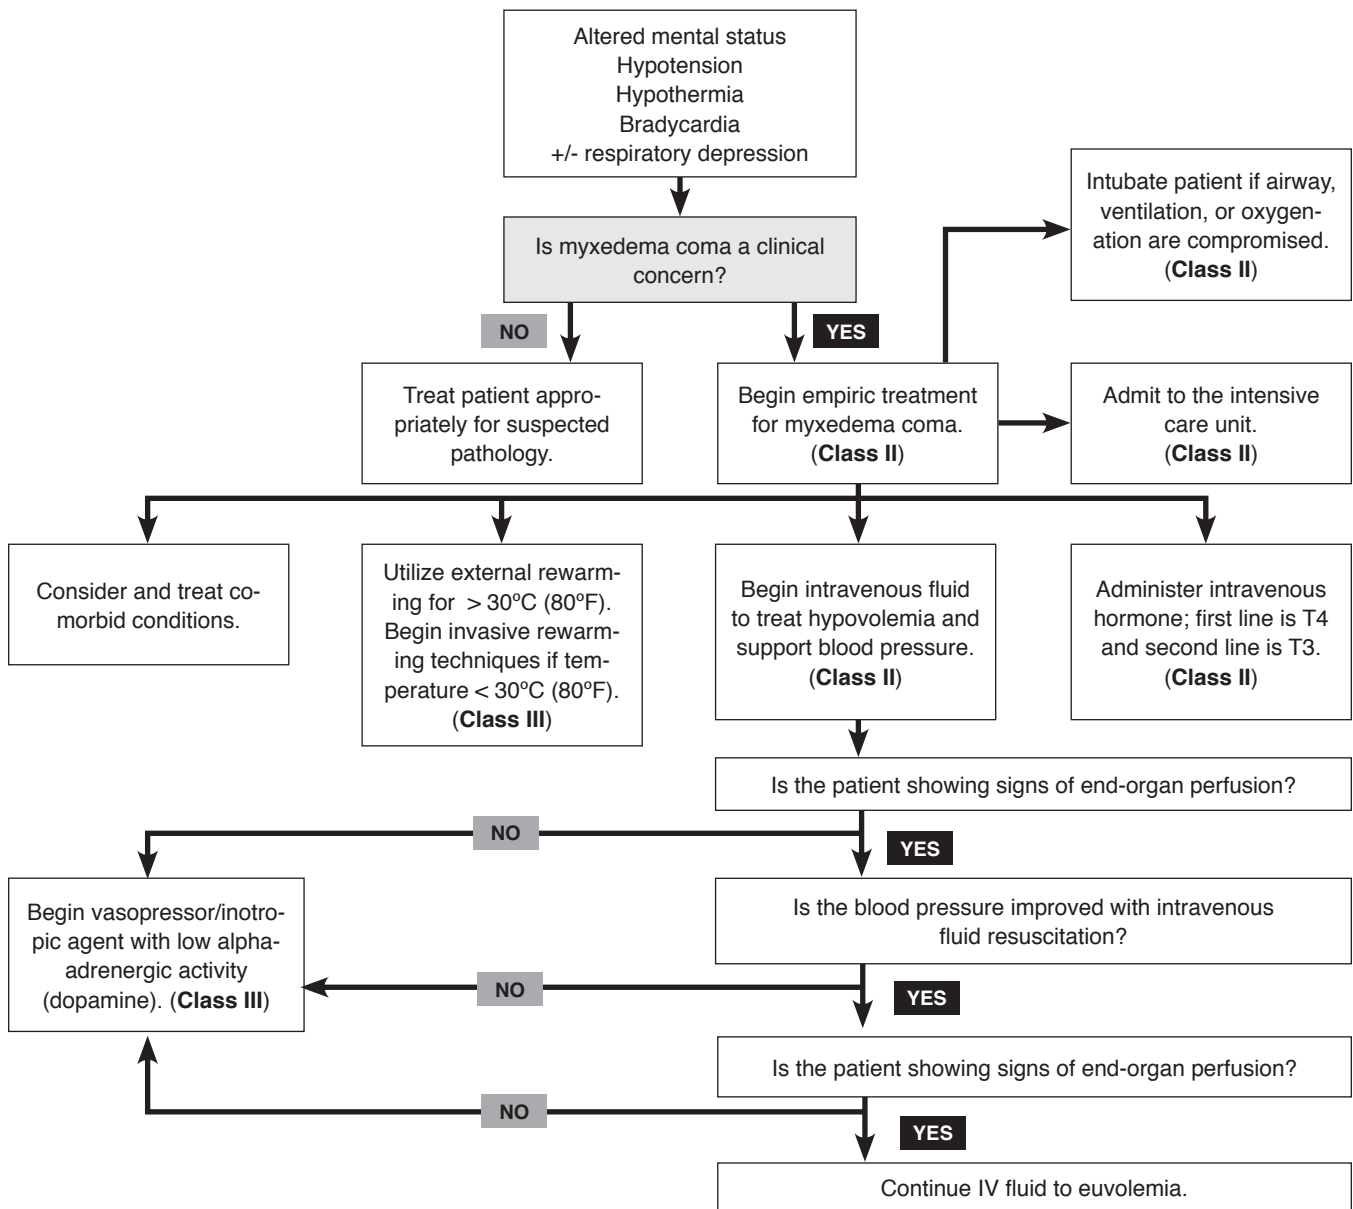 Altered mental status
Hypotension
Hypothermia
Bradycardia
+/- respiratory depression
Is myxedema coma a clinical
concern?
Intubate patient if airway,
ventilation, or oxygen-
ation are compromised.
(Class II)
NO
YES
Treat patient appro-
priately for suspected
pathology.
Begin empiric treatment
for myxedema coma.
(Class II)
Admit to the intensive
care unit.
(Class II)
Consider and treat co-
morbid conditions.
Utilize external rewarm-
ing for > 30ºC (80ºF).
Begin invasive rewarm-
ing techniques if tem-
perature < 30ºC (80ºF).
(Class III)
Begin intravenous fluid
to treat hypovolemia and
support blood pressure.
(Class II)
Administer intravenous
hormone; first line is T4
and second line is T3.
(Class II)
Is the patient showing signs of end-organ perfusion?
NO
YES
Begin vasopressor/inotro-
pic agent with low alpha-
adrenergic activity
(dopamine). (Class III)
Is the blood pressure improved with intravenous
fluid resuscitation?
NO
YES
Is the patient showing signs of end-organ perfusion?
NO
YES
Continue IV fluid to euvolemia.